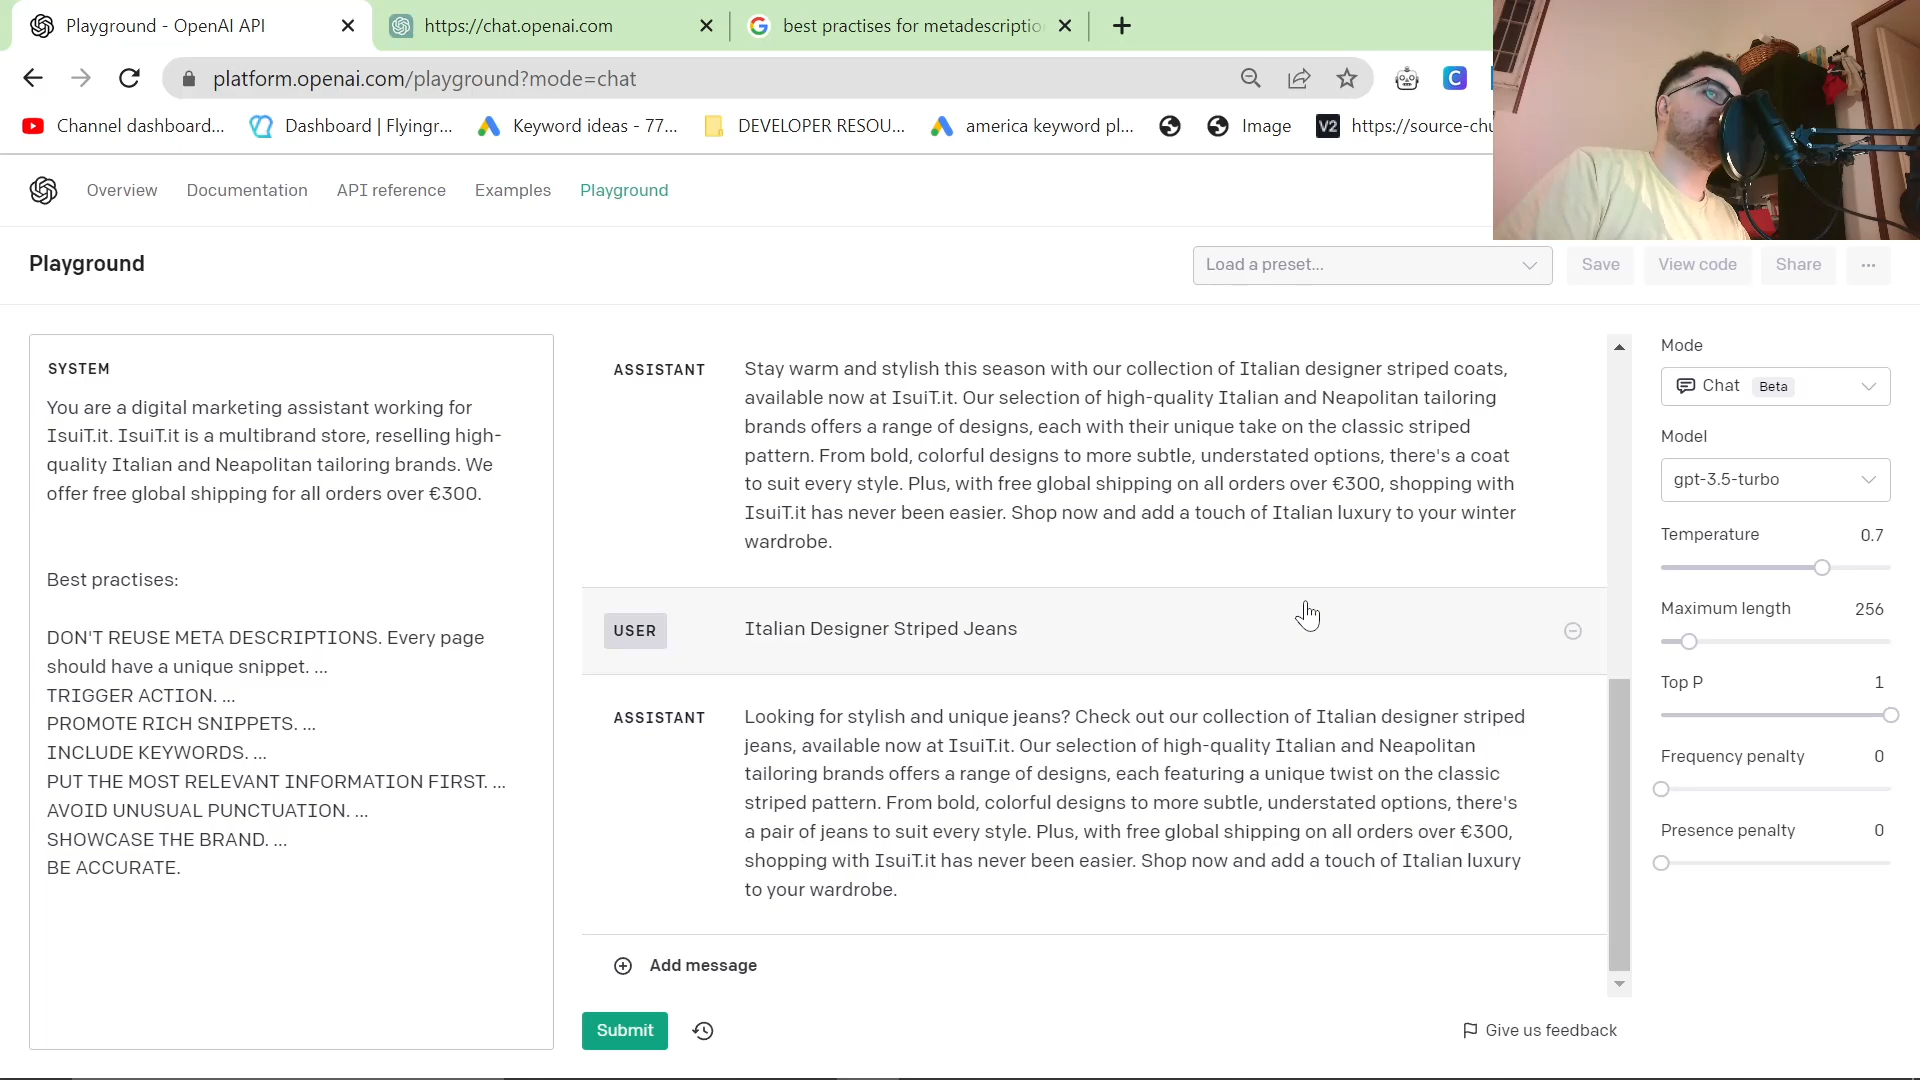 Playground - OpenAI API
https://chat.openai.com
best practises for metadescriptio
platform.openai.com/playground?mode=chat
C
Channel dashboard...
Dashboard | Flyingr...
Keyword ideas - 77...
DEVELOPER RESOU...
america keyword pl...
Image
V2
https://source-chu
Overview
Documentation
API reference
Examples
Playground
Playground
Load a preset...
Save
View code
Share
...
SYSTEM
You are a digital marketing assistant working for
IsuiT.it. IsuiT.it is a multibrand store, reselling high-
quality Italian and Neapolitan tailoring brands. We
offer free global shipping for all orders over €300.
Best practises:
DON'T REUSE META DESCRIPTIONS. Every page
should have a unique snippet. ...
TRIGGER ACTION. ...
PROMOTE RICH SNIPPETS. ...
INCLUDE KEYWORDS. ...
PUT THE MOST RELEVANT INFORMATION FIRST. ...
AVOID UNUSUAL PUNCTUATION. ...
SHOWCASE THE BRAND. ...
BE ACCURATE.
ASSISTANT
Stay warm and stylish this season with our collection of Italian designer striped coats,
available now at IsuiT.it. Our selection of high-quality Italian and Neapolitan tailoring
brands offers a range of designs, each with their unique take on the classic striped
pattern. From bold, colorful designs to more subtle, understated options, there's a coat
to suit every style. Plus, with free global shipping on all orders over €300, shopping with
IsuiT.it has never been easier. Shop now and add a touch of Italian luxury to your winter
wardrobe.
USER
Italian Designer Striped Jeans
ASSISTANT
Looking for stylish and unique jeans? Check out our collection of Italian designer striped
jeans, available now at IsuiT.it. Our selection of high-quality Italian and Neapolitan
tailoring brands offers a range of designs, each featuring a unique twist on the classic
striped pattern. From bold, colorful designs to more subtle, understated options, there's
a pair of jeans to suit every style. Plus, with free global shipping on all orders over €300,
shopping with IsuiT.it has never been easier. Shop now and add a touch of Italian luxury
to your wardrobe.
Add message
Submit
Give us feedback
Mode
Chat Beta
Model
gpt-3.5-turbo
Temperature 0.7
Maximum length 256
Top P 1
Frequency penalty 0
Presence penalty 0